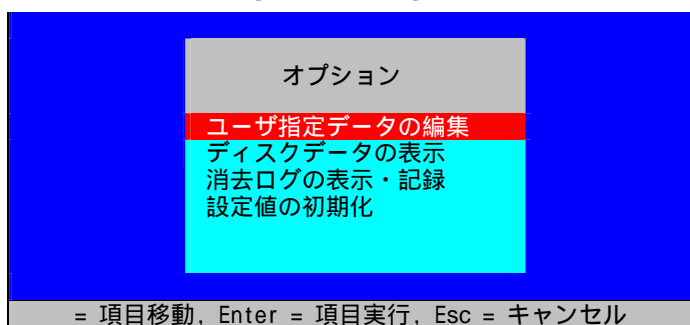 オプション
ユーザ指定データの編集
ディスクデータの表示
消去ログの表示・記録
設定値の初期化
= 項目移動, Enter = 項目実行, Esc = キャンセル